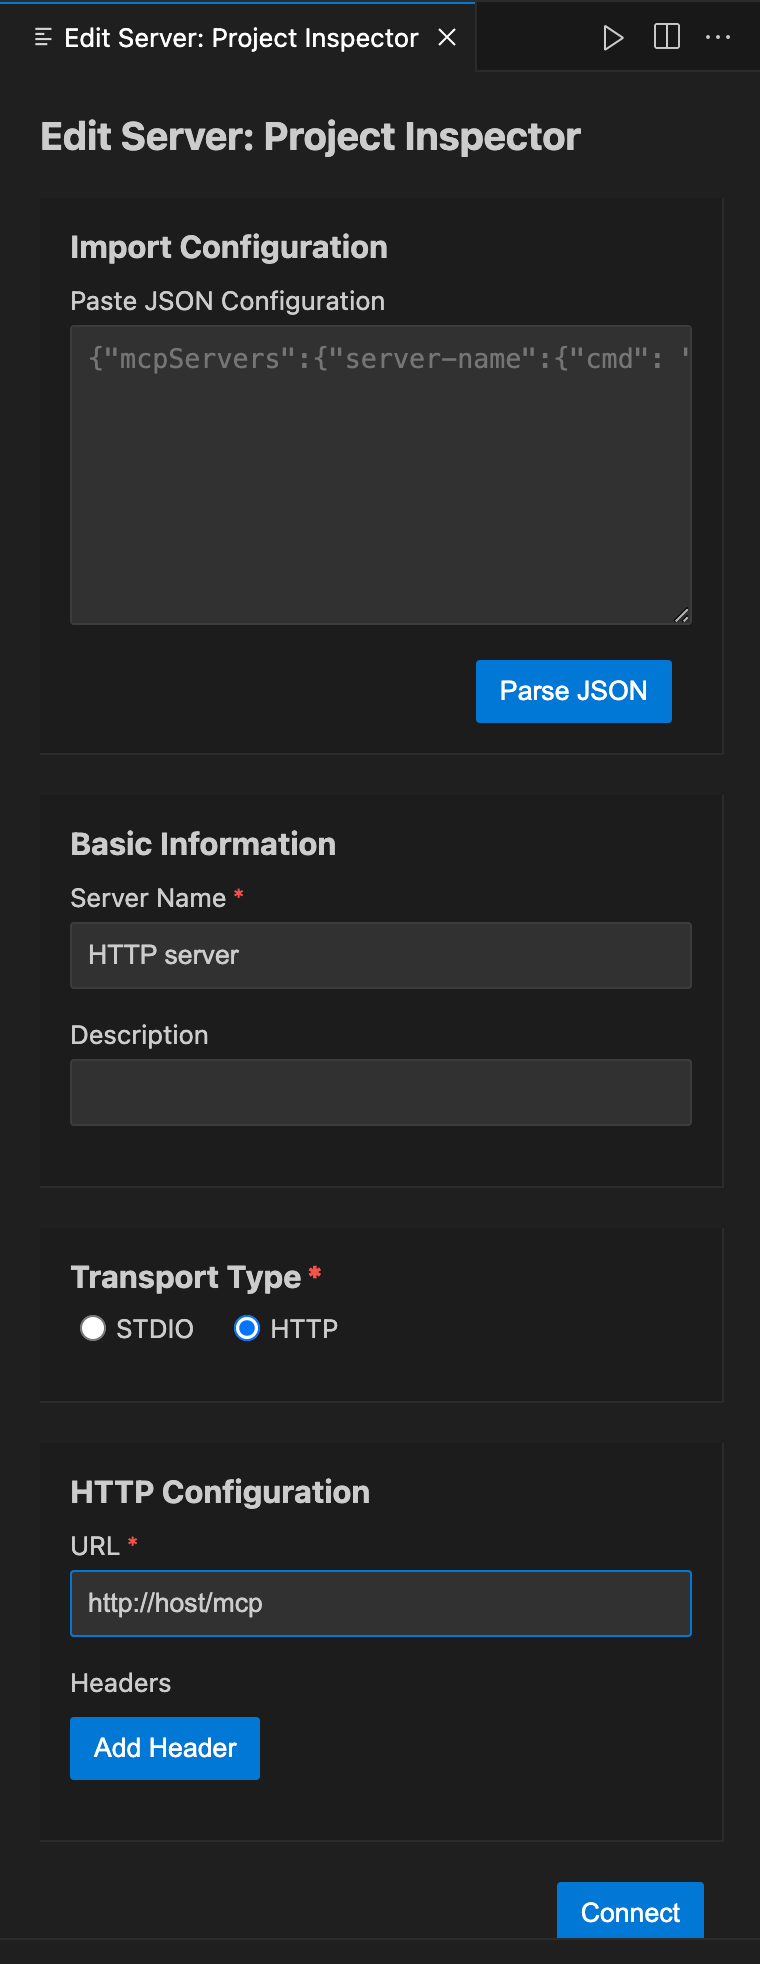 Edit Server: Project Inspector
Edit Server: Project Inspector
Import Configuration
Paste JSON Configuration
{"mcpServers":{"server-name":{"cmd": '
Parse JSON
Basic Information
Server Name *
HTTP server
Description
Transport Type *
STDIO HTTP
HTTP Configuration
URL *
http://host/mcp
Headers
Add Header
Connect